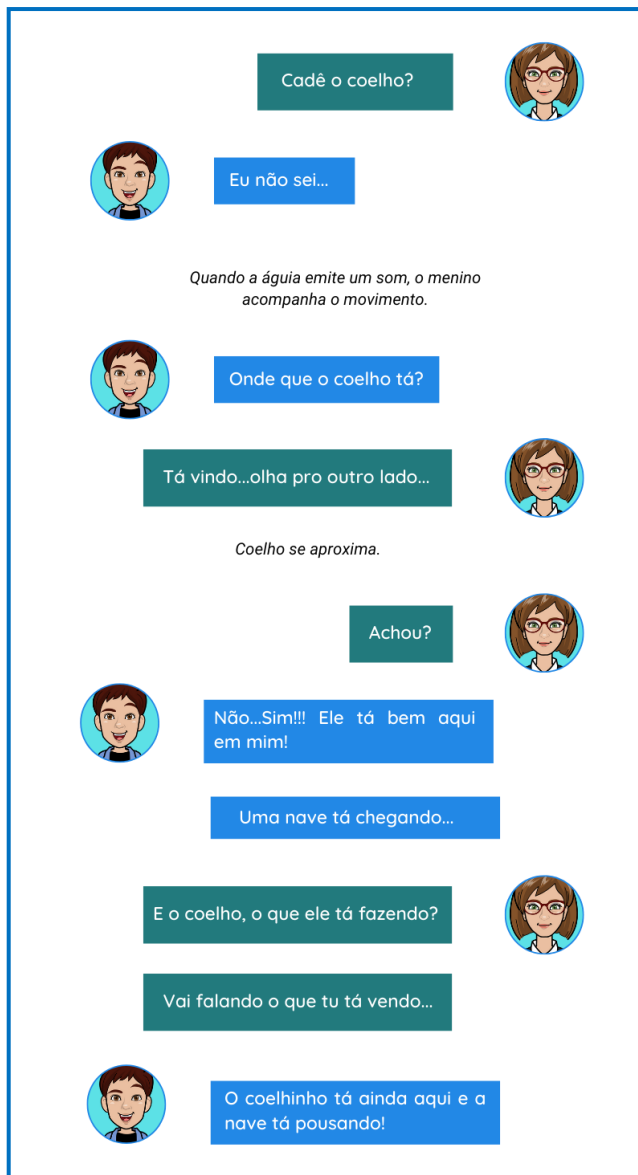 Cadê o coelho?
Eu não sei...
Quando a águia emite um som, o menino
acompanha o movimento.
Onde que o coelho tá?
Tá vindo...olha pro outro lado...
Coelho se aproxima.
Achou?
Não...Sim!!! Ele tá bem aqui
em mim!
Uma nave tá chegando...
E o coelho, o que ele tá fazendo?
Vai falando o que tu tá vendo...
O coelhinho tá ainda aqui e a
nave tá pousando!